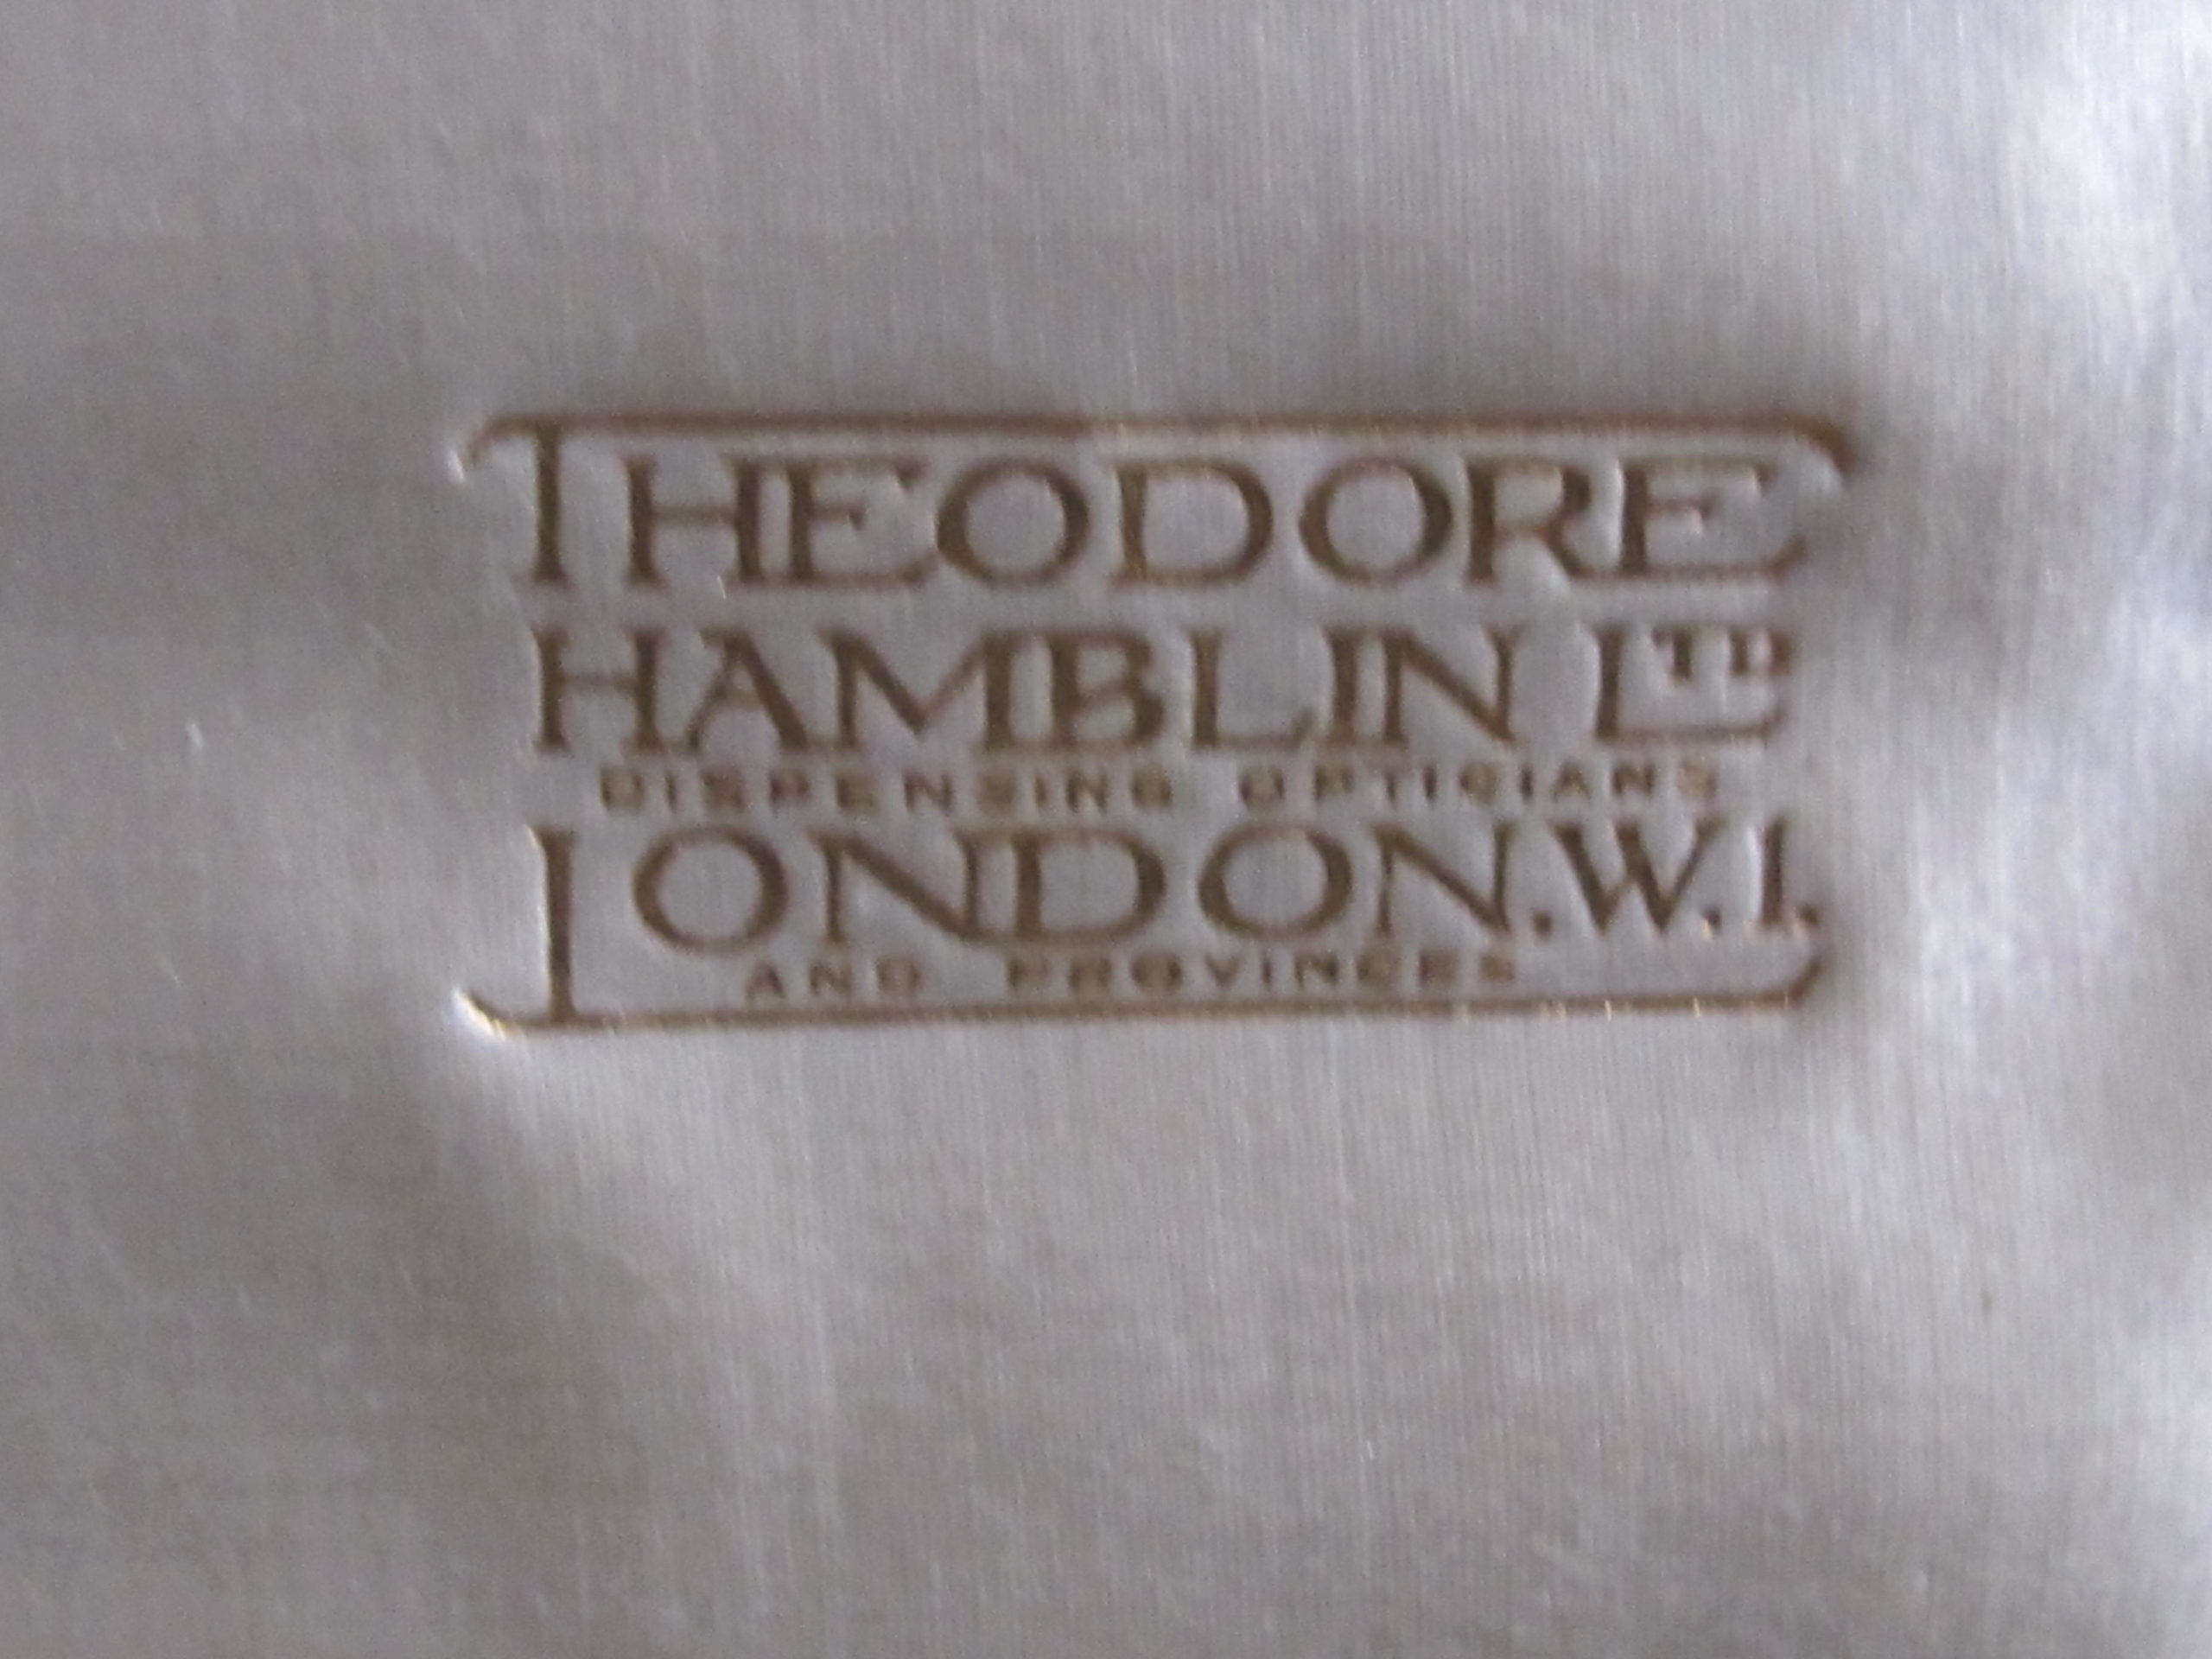 THEODORE
HAMBLIN LTD
DISPENSING OPTICIANS
LONDON.W.1.
AND PROVINCES